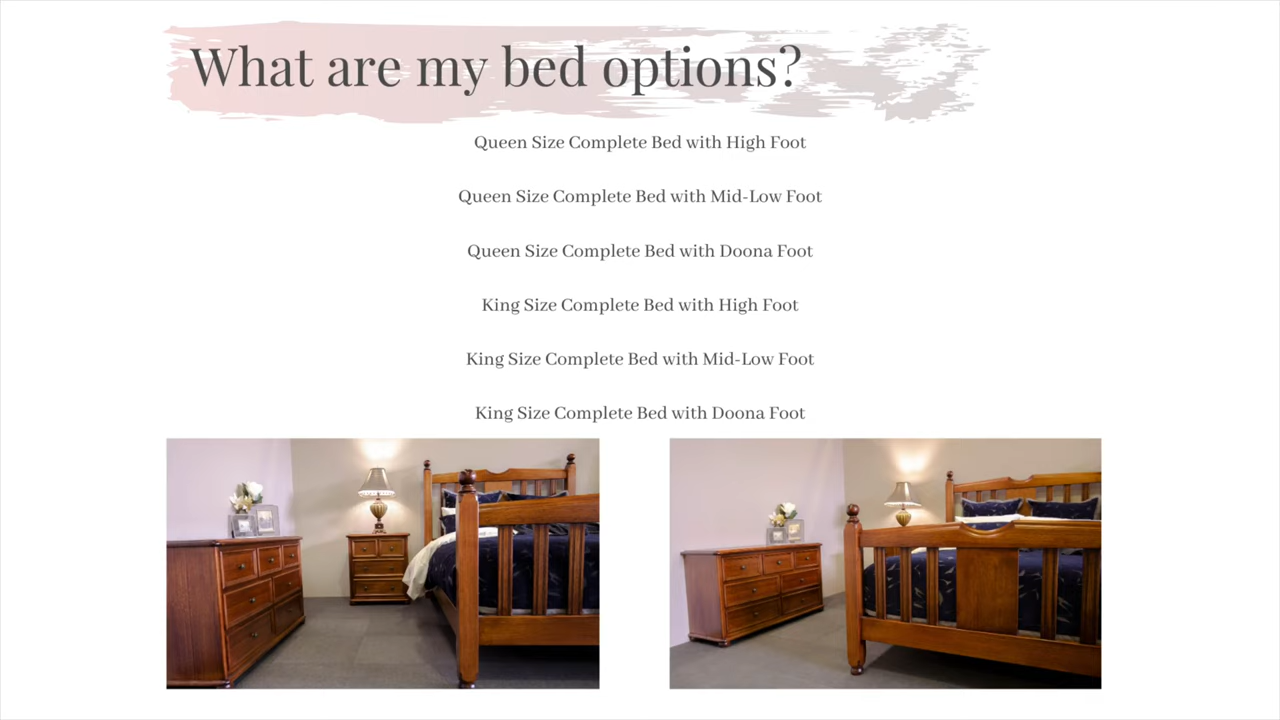 What are my bed options?
Queen Size Complete Bed with High Foot
Queen Size Complete Bed with Mid-Low Foot
Queen Size Complete Bed with Doona Foot
King Size Complete Bed with High Foot
King Size Complete Bed with Mid-Low Foot
King Size Complete Bed with Doona Foot